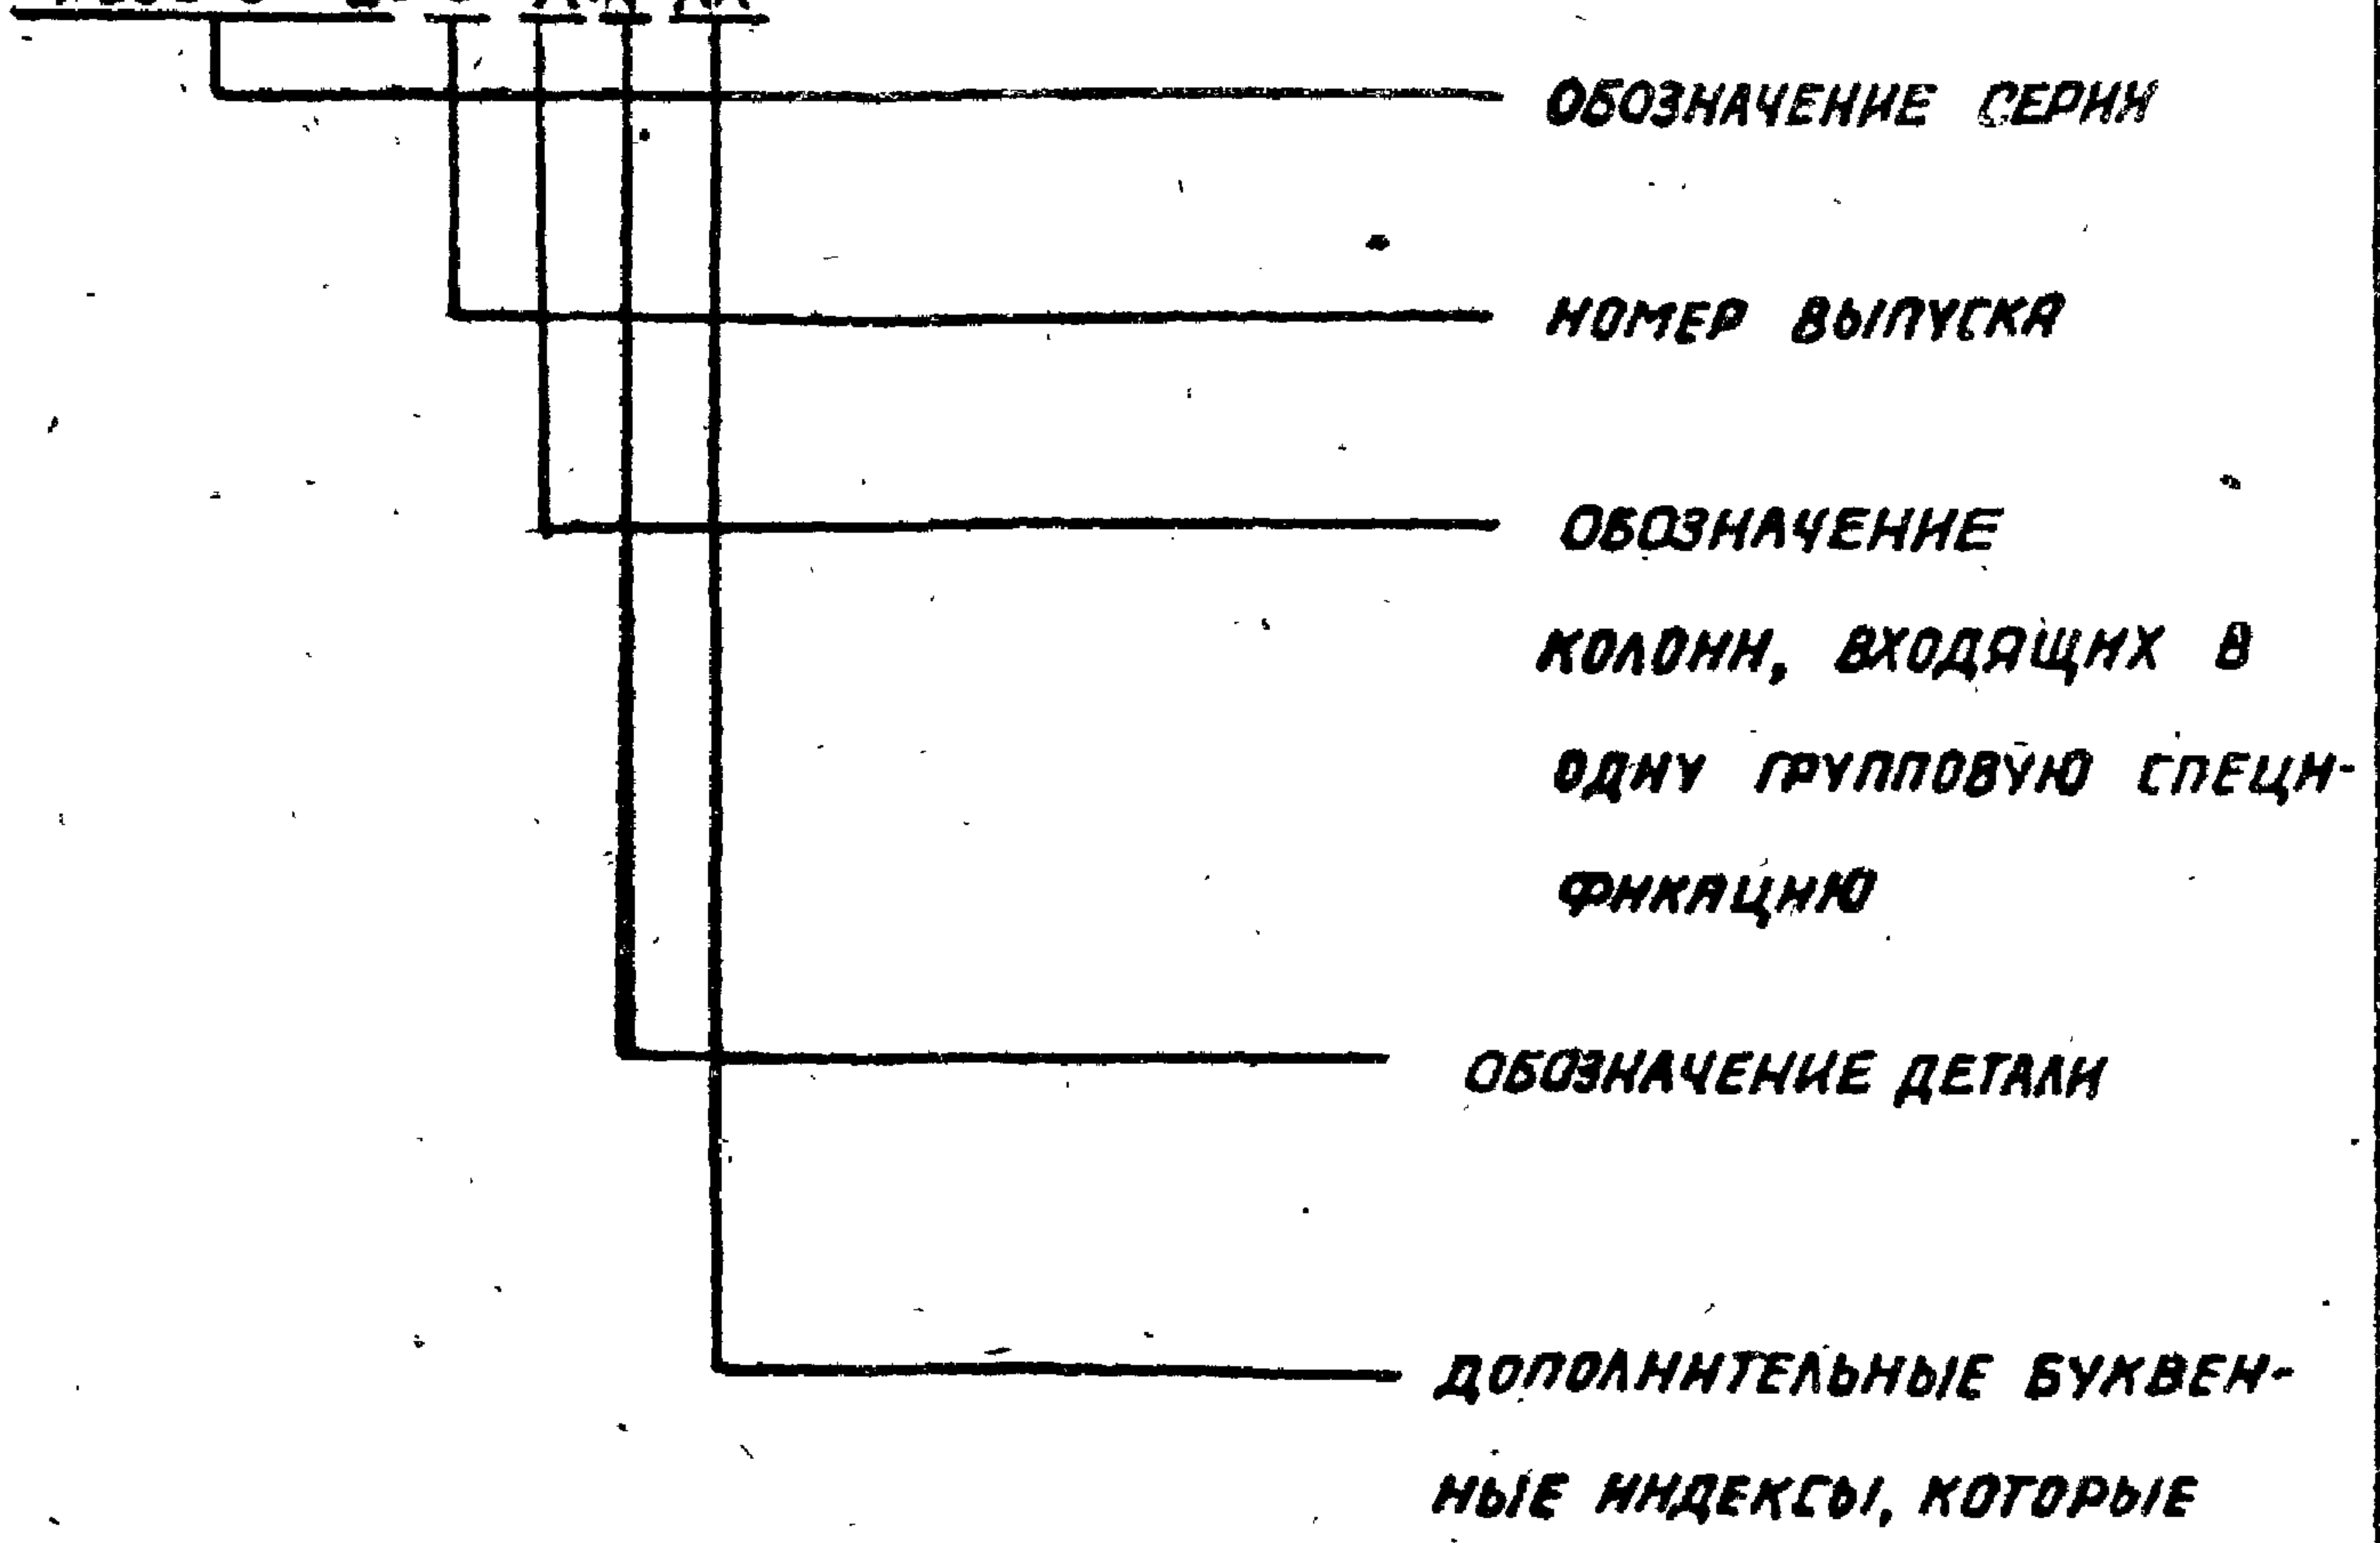 ОБОЗНАЧЕНИЕ СЕРИИ
НОМЕР ВЫПУСКА
ОБОЗНАЧЕНИЕ
КОЛОНН, ВХОДЯЩИХ В
ОДНУ ГРУППОВУЮ СПЕЦИ-
ФИКАЦИЮ
ОБОЗНАЧЕНИЕ ДЕТАЛИ
ДОПОЛНИТЕЛЬНЫЕ БУКВЕН-
НЫЕ ИНДЕКСЫ, КОТОРЫЕ